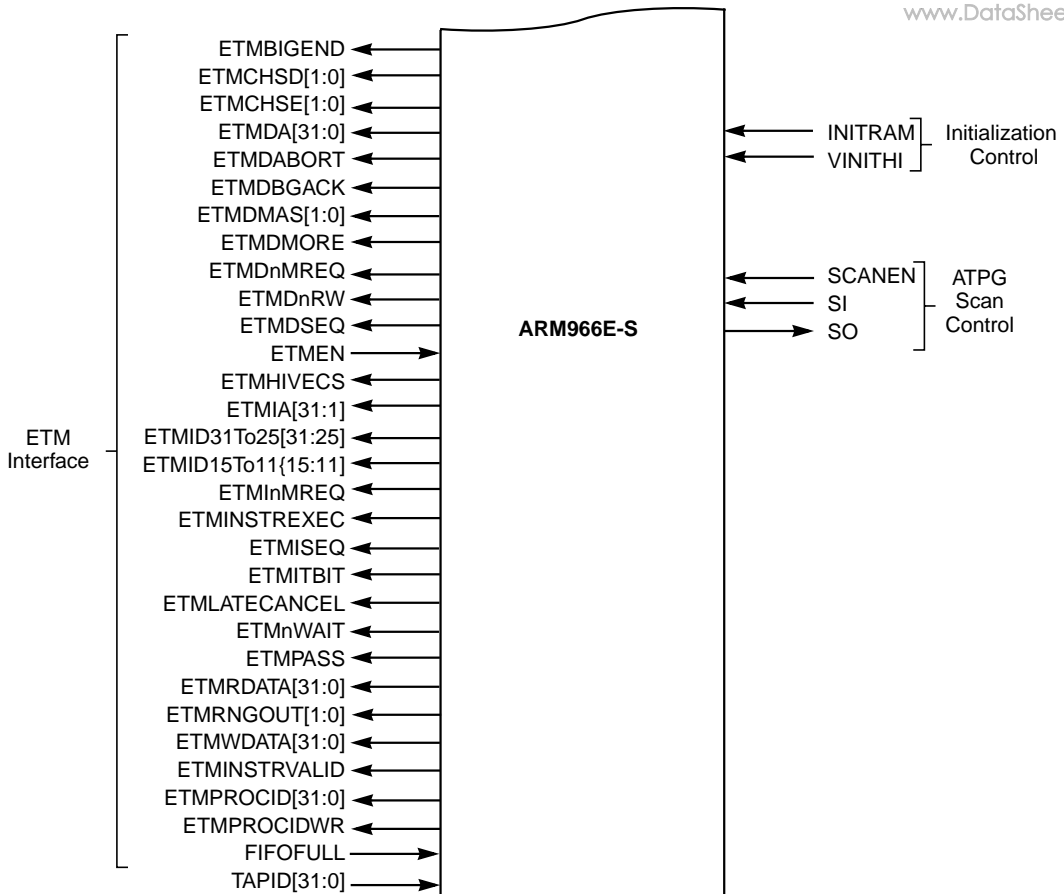 www.DataShee
ETMBIGEND
ETMCHSD[1:0]
ETMCHSE[1:0]
ETMDA[31:0]
ETMDABORT
ETMDBGACK
ETMDMAS[1:0]
ETMDMORE
ETMDnMREQ
ETMDnRW
ETMDSEQ
ETMEN
ETMHIVECS
ETMIA[31:1]
ETMID31To25[31:25]
ETMID15To11{15:11]
ETMInMREQ
ETMINSTREXEC
ETMISEQ
ETMITBIT
ETMLATECANCEL
ETMnWAIT
ETMPASS
ETMRDATA[31:0]
ETMRNGOUT[1:0]
ETMWDATA[31:0]
ETMINSTRVALID
ETMPROCID[31:0]
ETMPROCIDWR
FIFOFULL
TAPID[31:0]
ETM
Interface
ARM966E-S
INITRAM
VINITHI
Initialization
Control
SCANEN
SI
SO
ATPG
Scan
Control